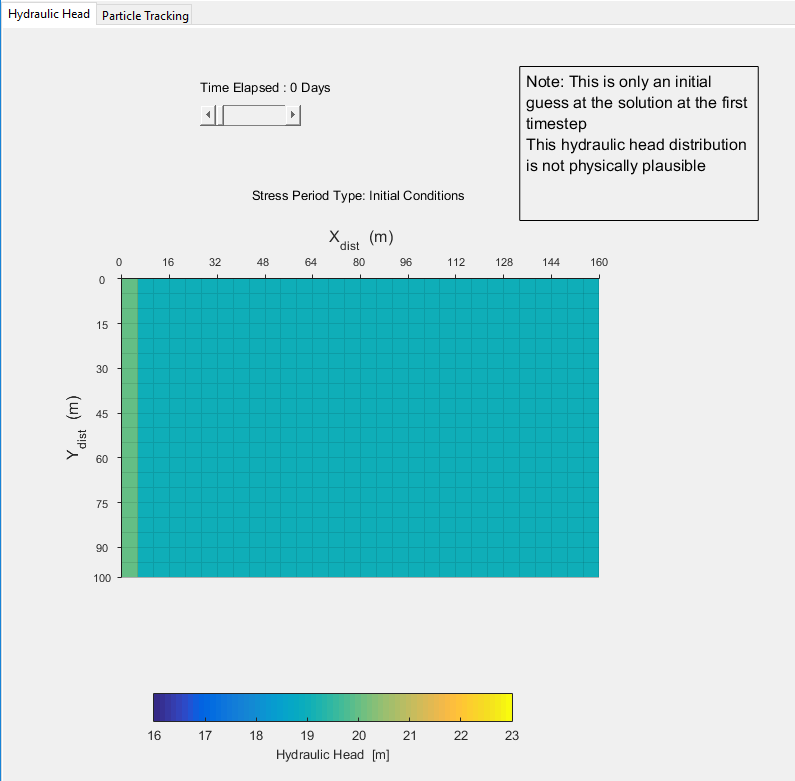 Hydraulic Head
Particle Tracking
Time Elapsed : 0 Days
Note: This is only an initial
guess at the solution at the first
timestep
This hydraulic head distribution
is not physically plausible
Stress Period Type: Initial Conditions
X_dist (m)
0 16 32 48 64 80 96 112 128 144 160
Y_dist (m)
0
15
30
45
60
75
90
100
16 17 18 19 20 21 22 23
Hydraulic Head [m]